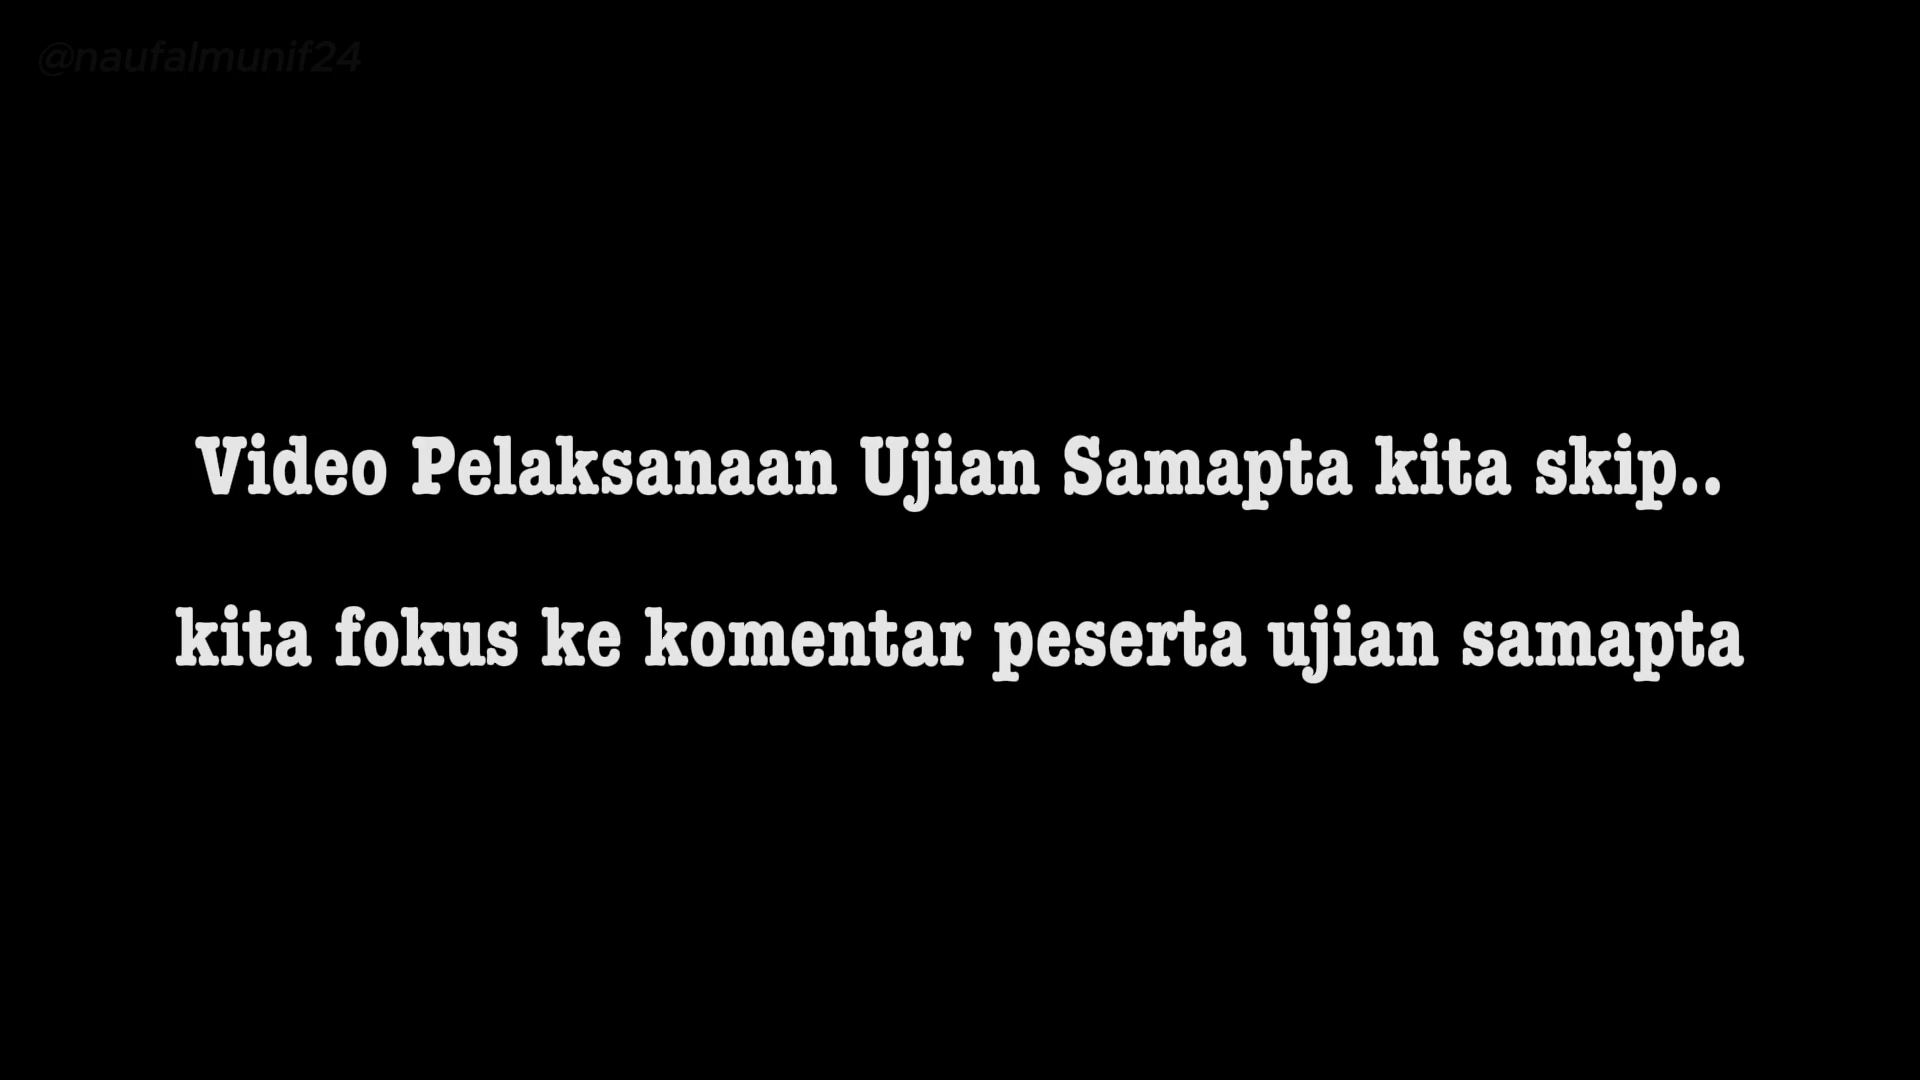 @naufalmunif24
Video Pelaksanaan Ujian Samapta kita skip..
kita fokus ke komentar peserta ujian samapta